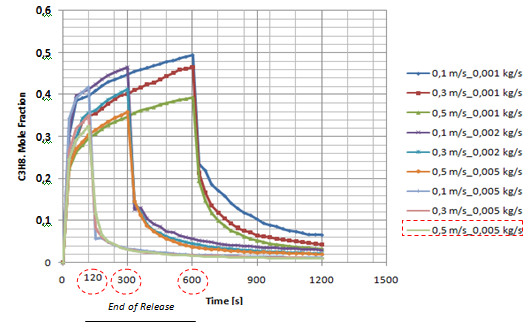 0,6
0,5
0,4
0,3
0,2
0,1
0
C3H8. Mole Fraction
0 120 300 600 900 1200 1500
Time [s]
End of Release
0,1 m/s_0,001 kg/s
0,3 m/s_0,001 kg/s
0,5 m/s_0,001 kg/s
0,1 m/s_0,002 kg/s
0,3 m/s_0,002 kg/s
0,5 m/s_0,005 kg/s
0,1 m/s_0,005 kg/s
0,3 m/s_0,005 kg/s
0,5 m/s_0,005 kg/s